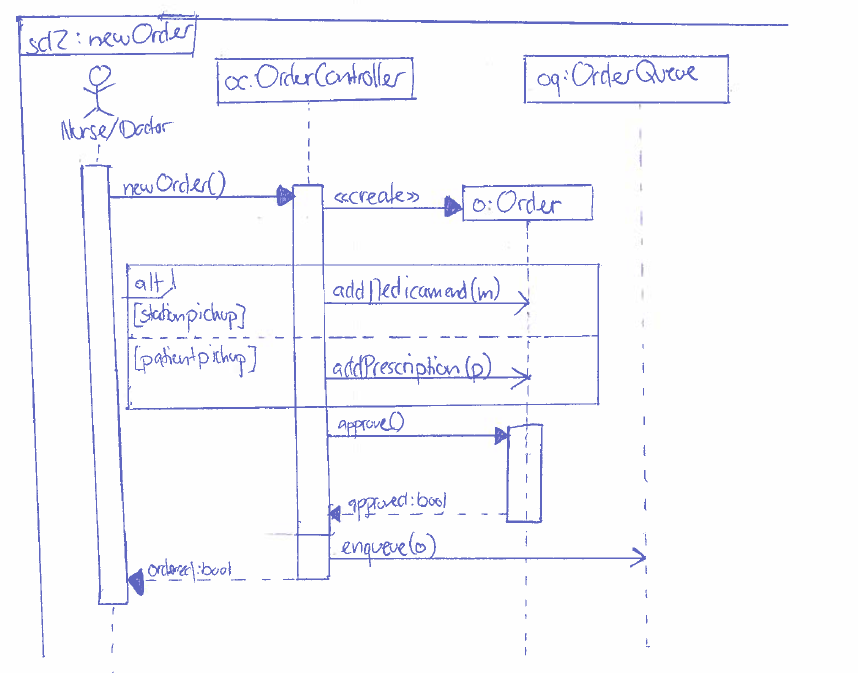 sd2: newOrder
Nurse/Doctor
oc:OrderController
oq:OrderQueue
newOrder()
<<create>>
o:Order
alt
[stationpickup]
addMedicamend(m)
[patientpickup]
addPrescription(p)
approve()
approved:bool
enqueue(o)
ordered:bool